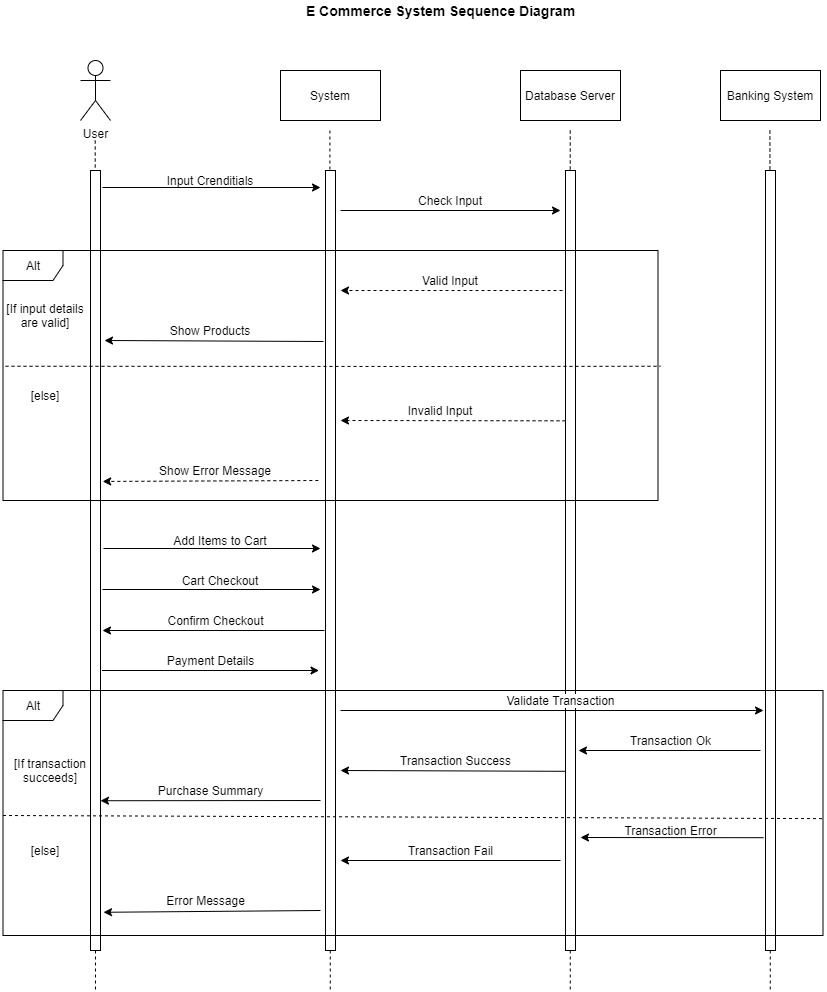 E Commerce System Sequence Diagram
User
System
Database Server
Banking System
Input Crenditials
Check Input
Alt
Valid Input
[If input details
are valid]
Show Products
[else]
Invalid Input
Show Error Message
Add Items to Cart
Cart Checkout
Confirm Checkout
Payment Details
Alt
Validate Transaction
Transaction Ok
[If transaction
succeeds]
Transaction Success
Purchase Summary
Transaction Error
[else]
Transaction Fail
Error Message